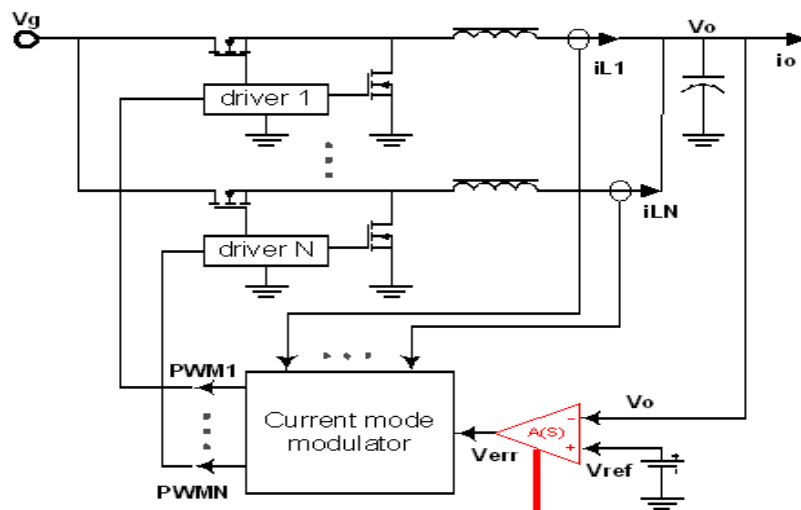 Vg
Vo
iL1
io
driver 1
iLN
driver N
PWM1
Current mode
modulator
Vo
-
A(S)
+
Verr
Vref
+
PWMN